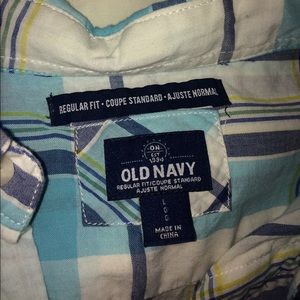 REGULAR FIT • COUPE STANDARD • AJUSTE NORMAL
ON
EST
1994
OLD NAVY
REGULAR FIT/COUPE STANDARD
AJUSTE NORMAL
L
G
G
MADE IN
CHINA